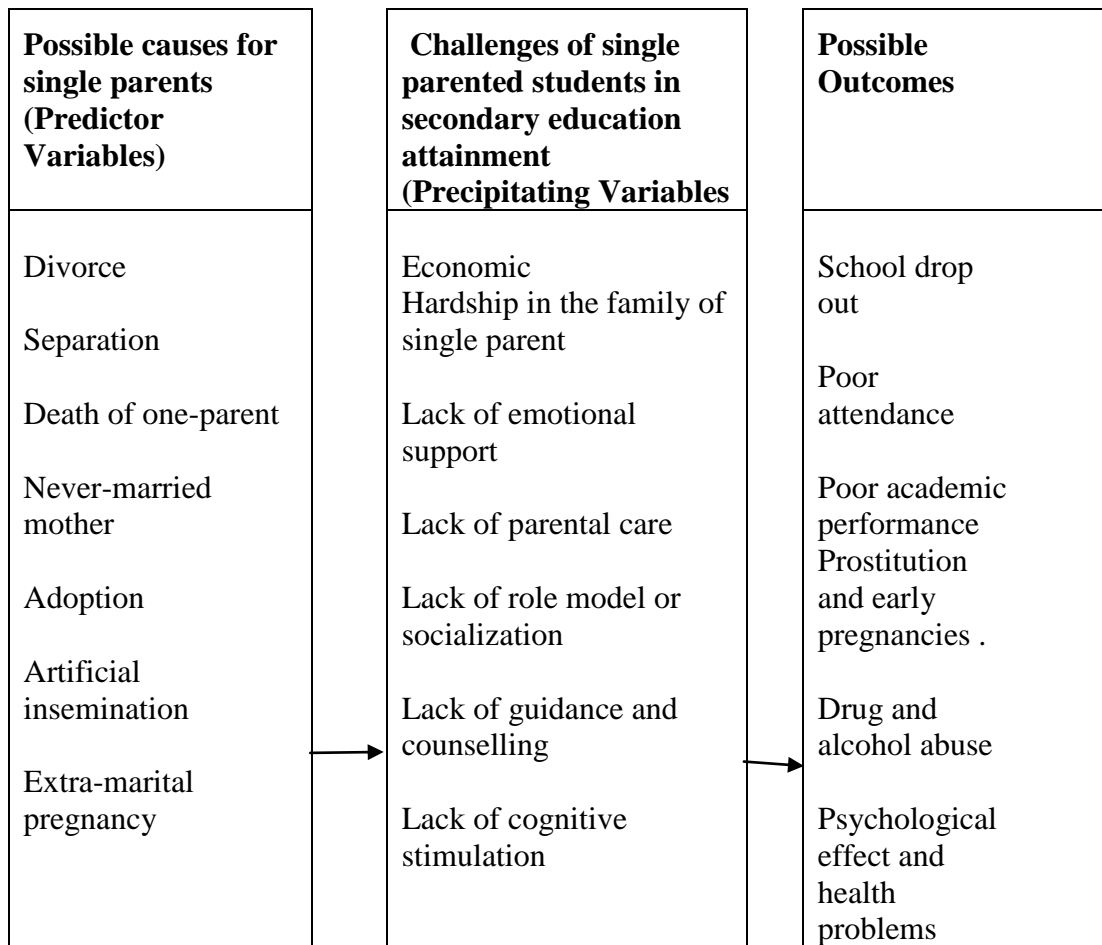 Possible causes for
single parents
(Predictor
Variables)
Divorce
Separation
Death of one-parent
Never-married
mother
Adoption
Artificial
insemination
Extra-marital
pregnancy
Challenges of single
parented students in
secondary education
attainment
(Precipitating Variables
Economic
Hardship in the family of
single parent
Lack of emotional
support
Lack of parental care
Lack of role model or
socialization
Lack of guidance and
counselling
Lack of cognitive
stimulation
Possible
Outcomes
School drop
out
Poor
attendance
Poor academic
performance
Prostitution
and early
pregnancies .
Drug and
alcohol abuse
Psychological
effect and
health
problems